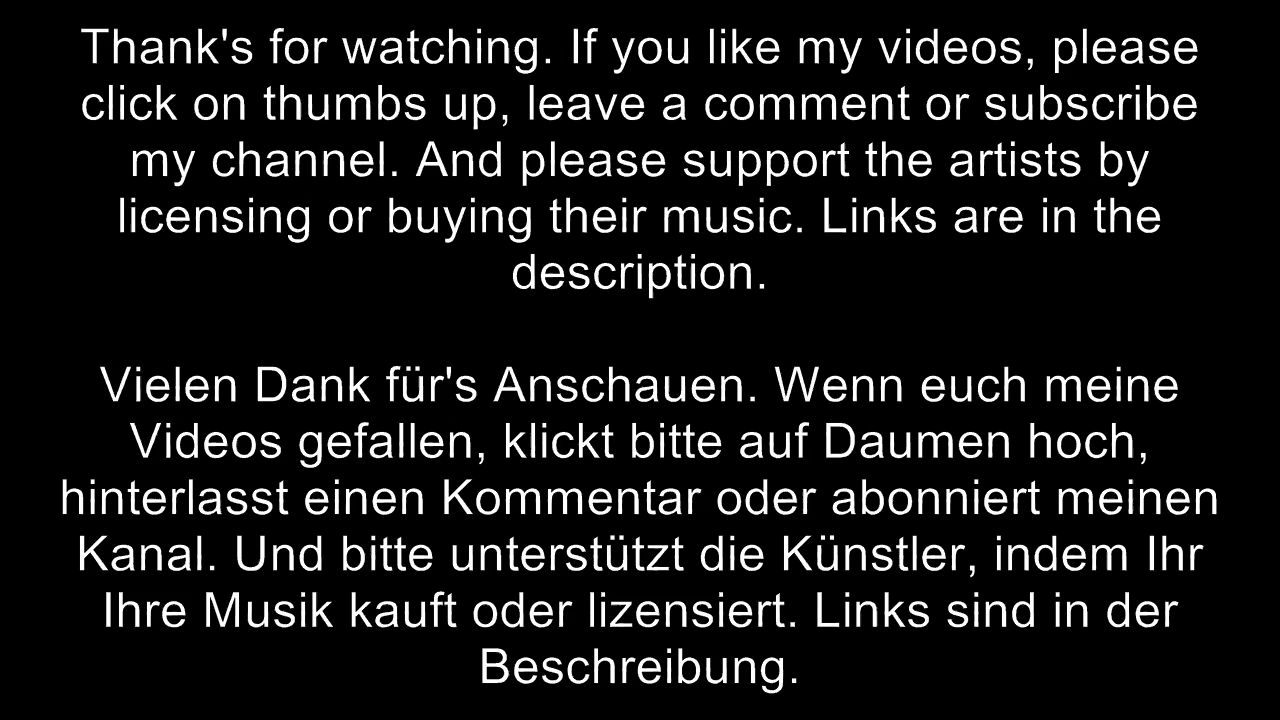 Thank's for watching. If you like my videos, please
click on thumbs up, leave a comment or subscribe
my channel. And please support the artists by
licensing or buying their music. Links are in the
description.
Vielen Dank für's Anschauen. Wenn euch meine
Videos gefallen, klickt bitte auf Daumen hoch,
hinterlasst einen Kommentar oder abonniert meinen
Kanal. Und bitte unterstützt die Künstler, indem Ihr
Ihre Musik kauft oder lizensiert. Links sind in der
Beschreibung.